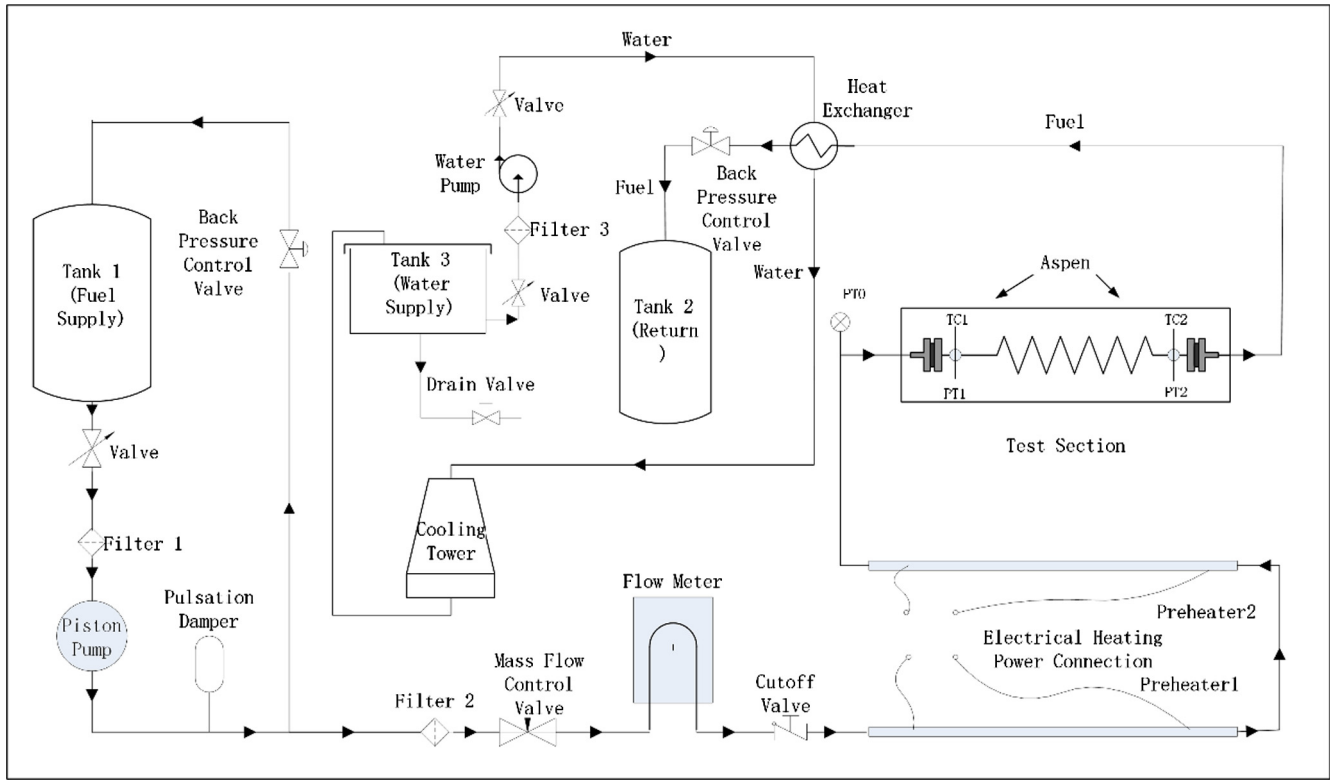 Water
Valve
Heat
Exchanger
Fuel
Water
Pump
Fuel
Back
Pressure
Control
Valve
Back
Pressure
Control
Valve
Filter 3
Tank 1
(Fuel
Supply)
Tank 3
(Water
Supply)
Valve
Water
Aspen
Tank 2
(Return
)
PT0
TC1
TC2
PT1
PT2
Drain Valve
Test Section
Valve
Cooling
Tower
Filter 1
Flow Meter
Pulsation
Damper
Piston
Pump
Preheater2
Electrical Heating
Power Connection
Preheater1
Mass Flow
Control
Valve
Cutoff
Valve
Filter 2